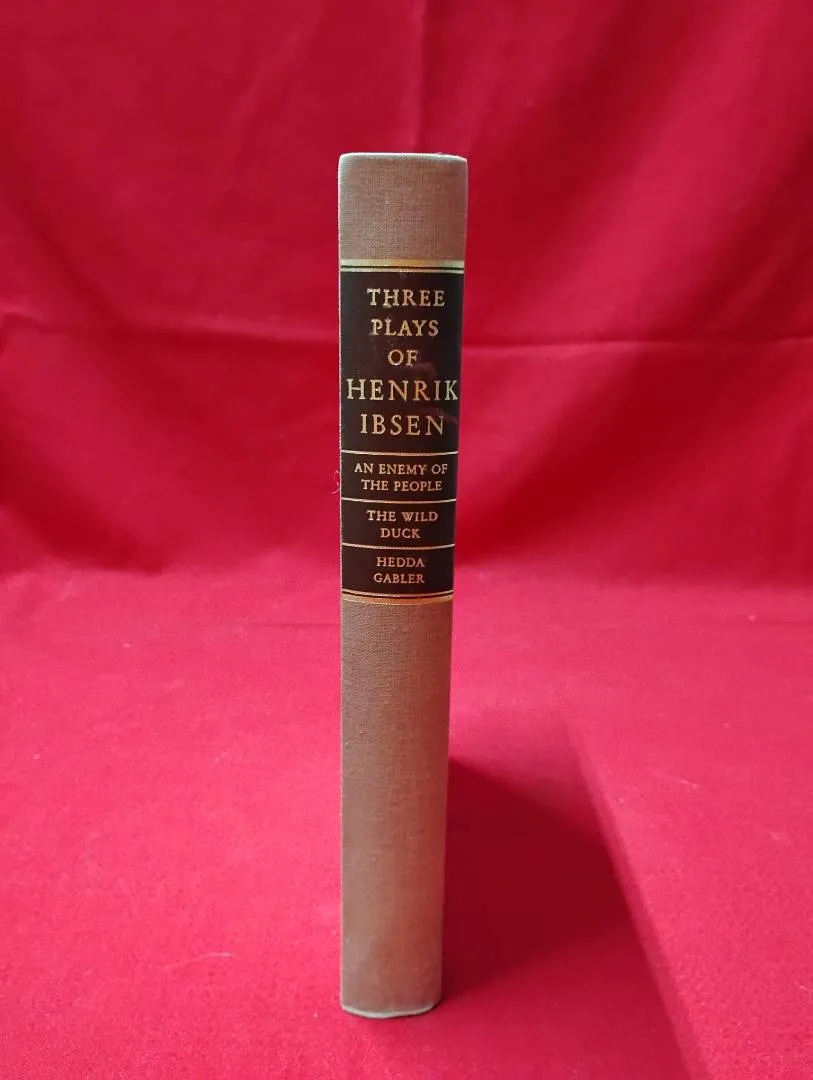 THREE
PLAYS
OF
HENRIK
IBSEN
AN ENEMY OF
THE PEOPLE
THE WILD
DUCK
HEDDA
GABLER